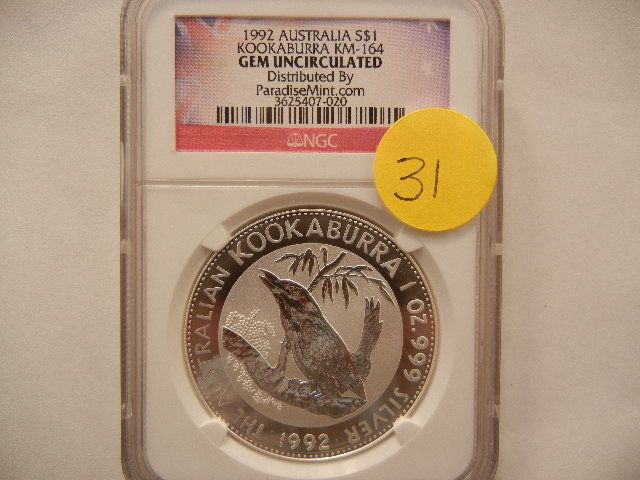 1992 AUSTRALIA S$1
KOOKABURRA KM-164
GEM UNCIRCULATED
Distributed By
ParadiseMint.com
3625407-020
NGC
31
THE AUSTRALIAN KOOKABURRA 1 OZ. 999 SILVER
1992